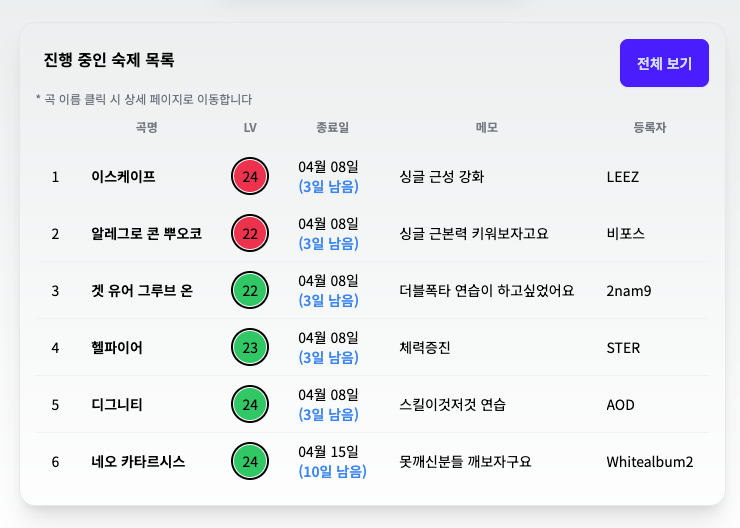 진행 중인 숙제 목록
전체 보기
* 곡 이름 클릭 시 상세 페이지로 이동합니다
곡명 LV 종료일 메모 등록자
1 이스케이프 24 04월 08일 (3일 남음) 싱글 근성 강화 LEEZ
2 알레그로 콘 뿌오코 22 04월 08일 (3일 남음) 싱글 근본력 키워보자고요 비포스
3 겟 유어 그루브 온 22 04월 08일 (3일 남음) 더블폭타 연습이 하고싶었어요 2nam9
4 헬파이어 23 04월 08일 (3일 남음) 체력증진 STER
5 디그니티 24 04월 08일 (3일 남음) 스킬이것저것 연습 AOD
6 네오 카타르시스 24 04월 15일 (10일 남음) 못깨신분들 깨보자구요 Whitealbum2